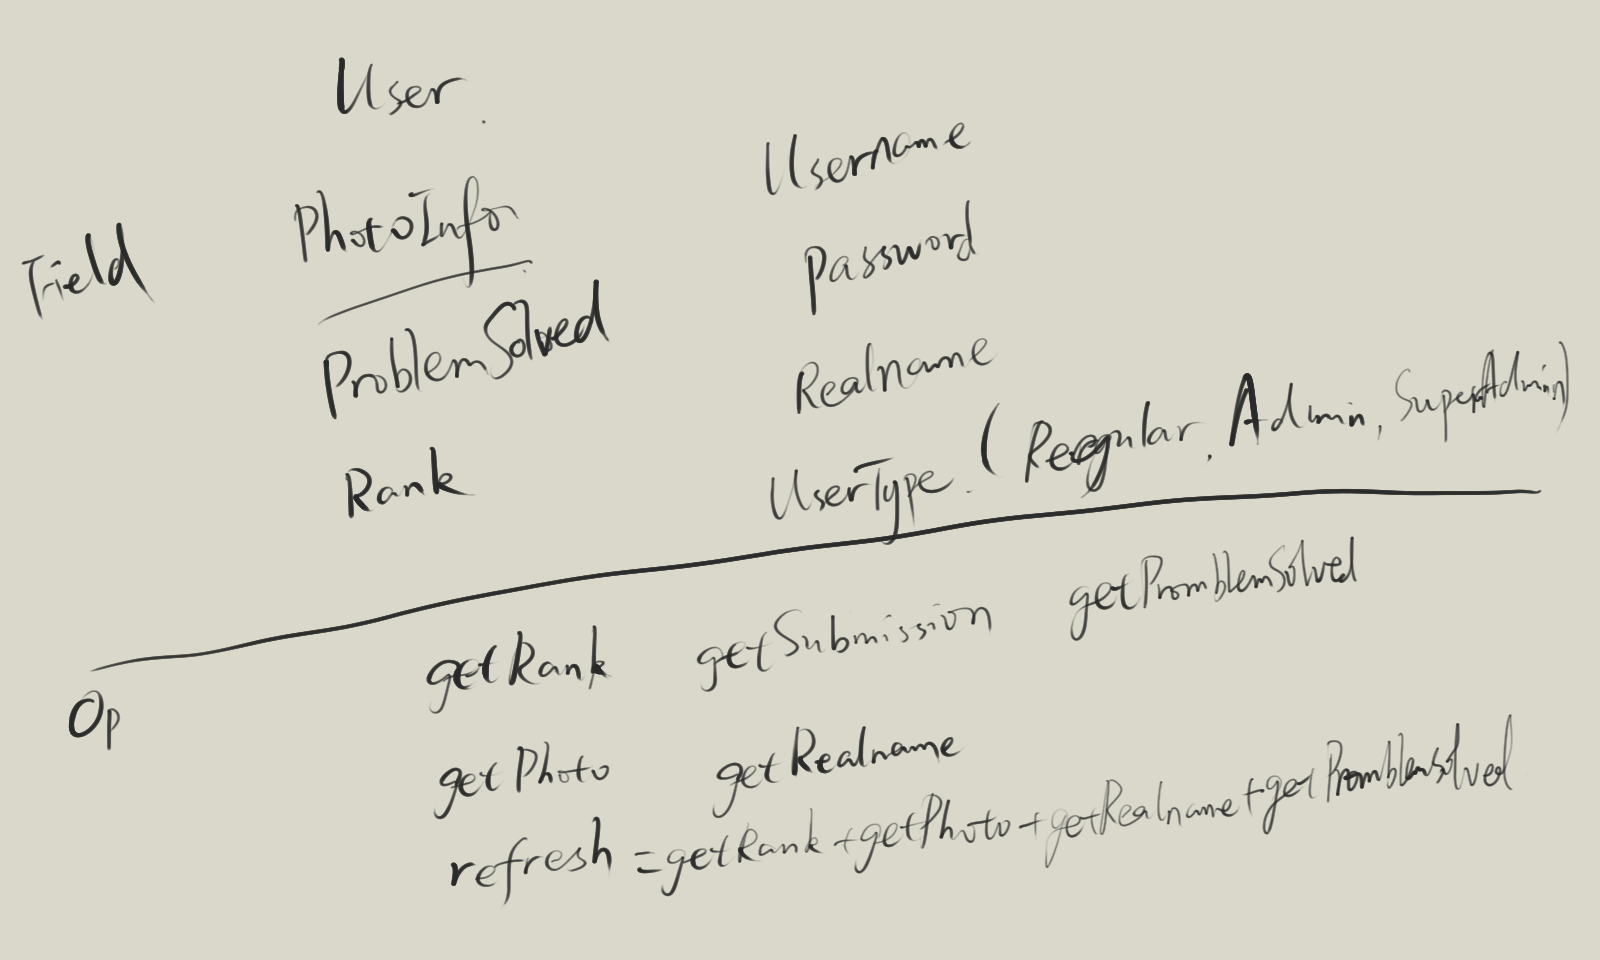 User
Username
PhotoInfo
Field
Password
ProblemSolved
Realname
Rank
UserType. (Regular, Admin, SuperAdmin)
getRank getSubmission getPromblemSolved
Op
getPhoto getRealname
refresh = getRank + getPhoto + getRealname + getPromblemSolved